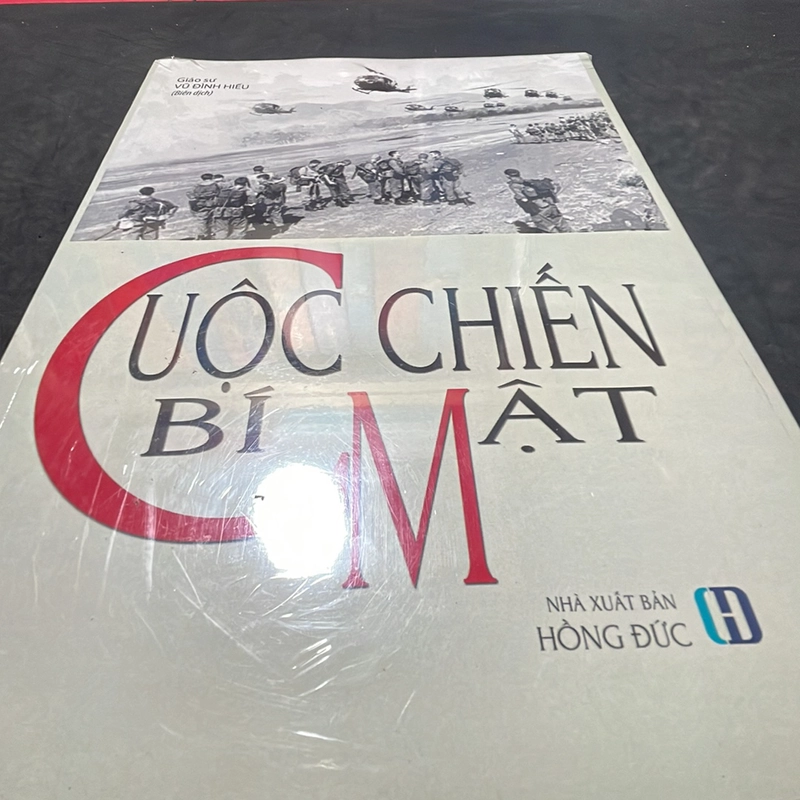 Giáo sư
VŨ ĐÌNH HIẾU
(Biên dịch)
CUỘC CHIẾN
BÍ MẬT
NHÀ XUẤT BẢN
HỒNG ĐỨC